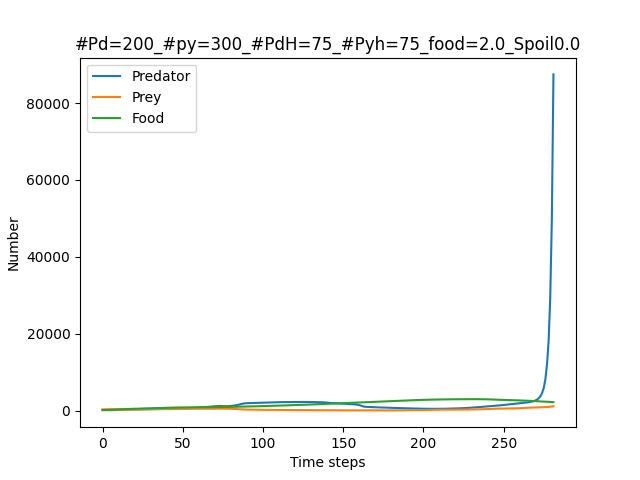 #Pd=200_#py=300_#PdH=75_#Pyh=75_food=2.0_Spoil0.0
Predator
Prey
Food
80000
60000
40000
20000
0
Number
0 50 100 150 200 250
Time steps